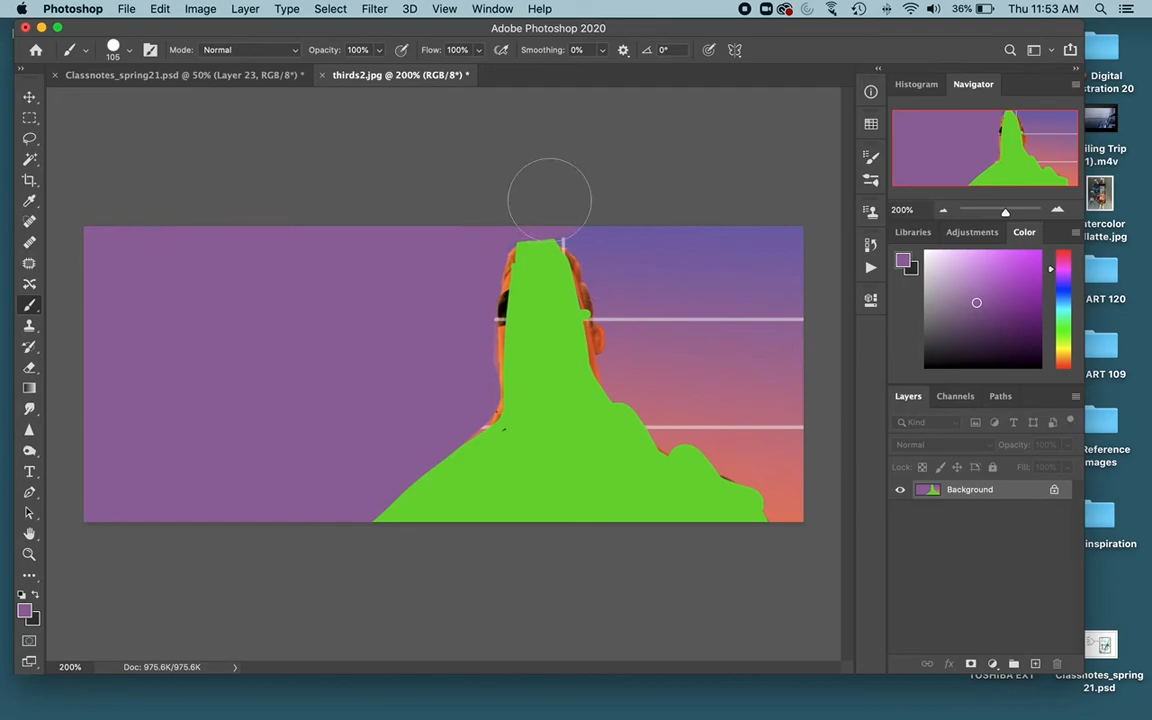 Photoshop File Edit Image Layer Type Select Filter 3D View Window Help 36% Thu 11:53 AM
Adobe Photoshop 2020
105 Mode: Normal Opacity: 100% Flow: 100% Smoothing: 0% 0°
Classnotes_spring21.psd @ 50% (Layer 23, RGB/8*) * thirds2.jpg @ 200% (RGB/8*) *
Histogram Navigator
200%
Libraries Adjustments Color
Layers Channels Paths
Kind
Normal Opacity: 100%
Lock: Fill: 100%
Background
200% Doc: 975.6K/975.6K
Digital
stration 20
iling Trip
1).m4v
atercolor
llatte.jpg
ART 120
ART 109
Reference
mages
inspiration
TOSHIBA EXT
Classnotes_spring
21.psd